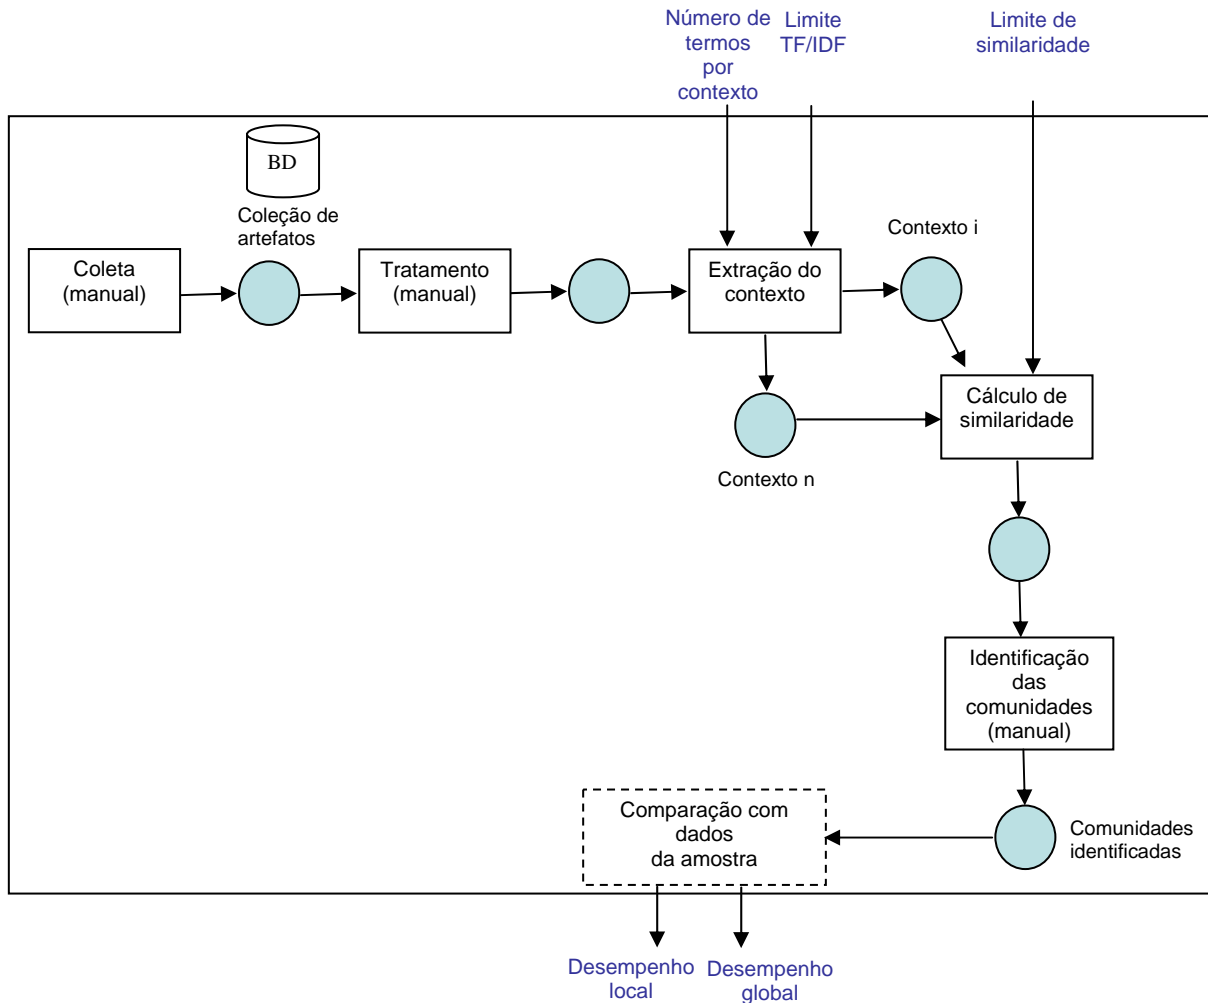 Número de
termos
por
contexto
Limite
TF/IDF
Limite de
similaridade
BD
Coleção de
artefatos
Coleta
(manual)
Tratamento
(manual)
Extração do
contexto
Contexto i
Cálculo de
similaridade
Contexto n
Identificação
das
comunidades
(manual)
Comparação com
dados
da amostra
Comunidades
identificadas
Desempenho
local
Desempenho
global